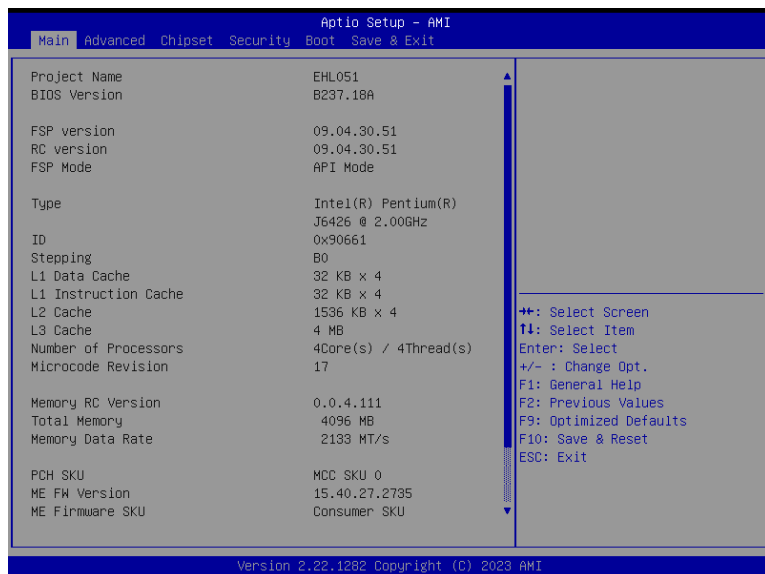 Aptio Setup – AMI
Main Advanced Chipset Security Boot Save & Exit
Project Name EHL051
BIOS Version B237.18A
FSP version 09.04.30.51
RC version 09.04.30.51
FSP Mode API Mode
Type Intel(R) Pentium(R)
J6426 @ 2.00GHz
ID 0x90661
Stepping B0
L1 Data Cache 32 KB x 4
L1 Instruction Cache 32 KB x 4
L2 Cache 1536 KB x 4
L3 Cache 4 MB
Number of Processors 4Core(s) / 4Thread(s)
Microcode Revision 17
Memory RC Version 0.0.4.111
Total Memory 4096 MB
Memory Data Rate 2133 MT/s
PCH SKU MCC SKU 0
ME FW Version 15.40.27.2735
ME Firmware SKU Consumer SKU
→←: Select Screen
↑↓: Select Item
Enter: Select
+/- : Change Opt.
F1: General Help
F2: Previous Values
F9: Optimized Defaults
F10: Save & Reset
ESC: Exit
Version 2.22.1282 Copyright (C) 2023 AMI